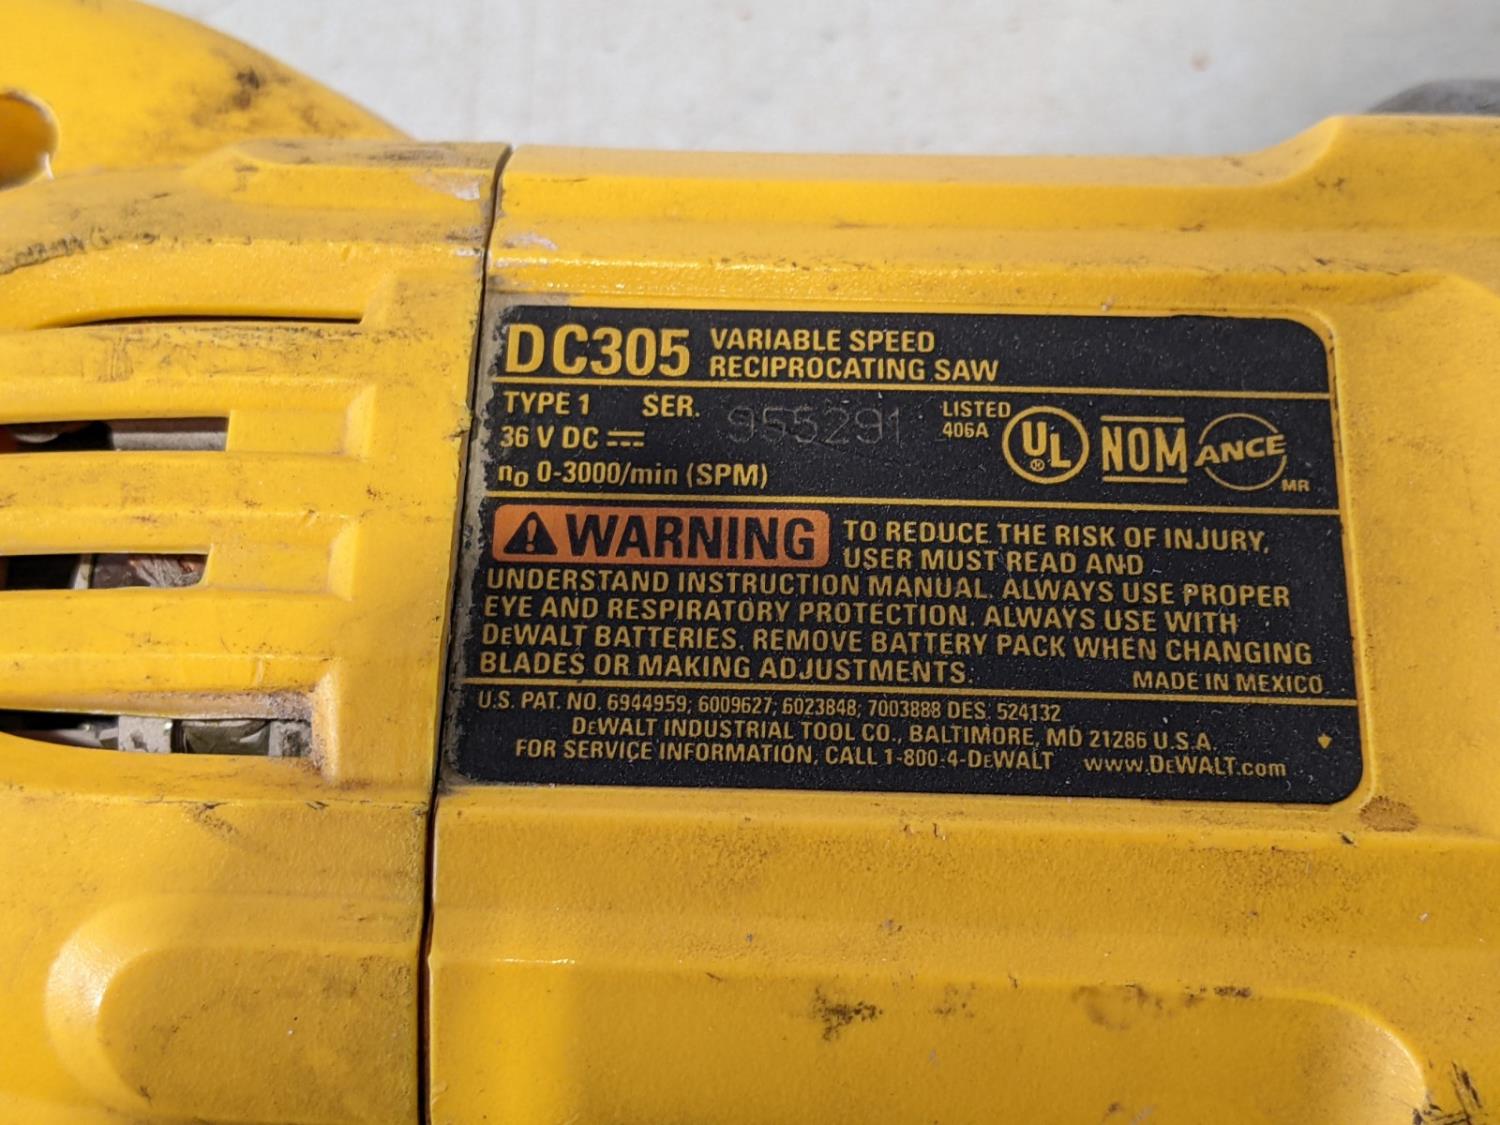 DC305 VARIABLE SPEED
RECIPROCATING SAW
TYPE 1 SER. 955291 LISTED
36 V DC 406A UL ® NOM ANCE MR
n₀ 0-3000/min (SPM)
WARNING TO REDUCE THE RISK OF INJURY,
USER MUST READ AND
UNDERSTAND INSTRUCTION MANUAL. ALWAYS USE PROPER
EYE AND RESPIRATORY PROTECTION. ALWAYS USE WITH
DEWALT BATTERIES. REMOVE BATTERY PACK WHEN CHANGING
BLADES OR MAKING ADJUSTMENTS.
MADE IN MEXICO
U.S. PAT. NO. 6944959; 6009627; 6023848; 7003888 DES. 524132
DEWALT INDUSTRIAL TOOL CO., BALTIMORE, MD 21286 U.S.A.
FOR SERVICE INFORMATION, CALL 1-800-4-DEWALT www.DEWALT.com